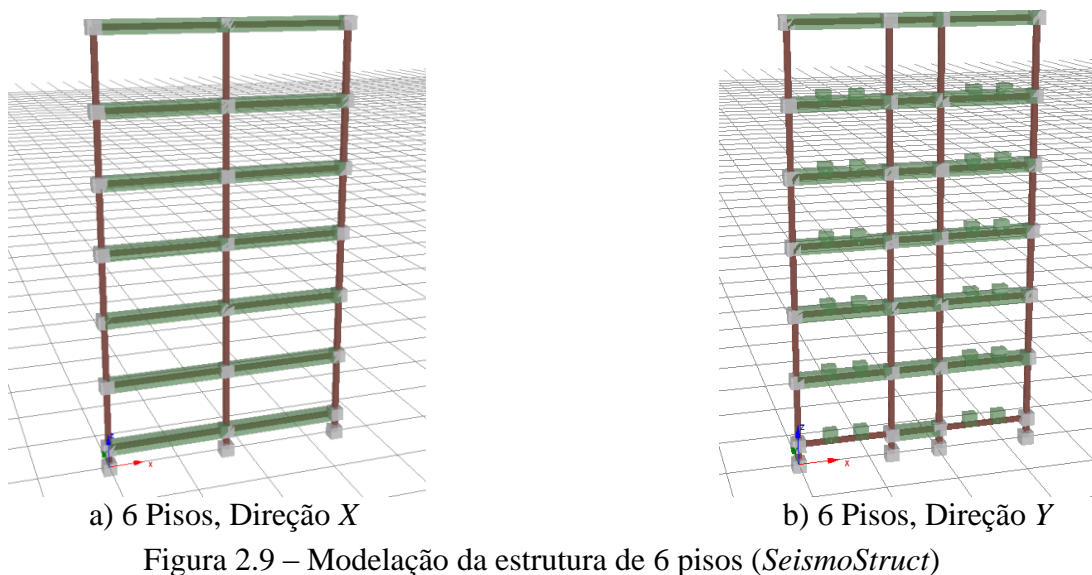 x
z
x
a) 6 Pisos, Direção X
b) 6 Pisos, Direção Y
Figura 2.9 – Modelação da estrutura de 6 pisos (SeismoStruct)